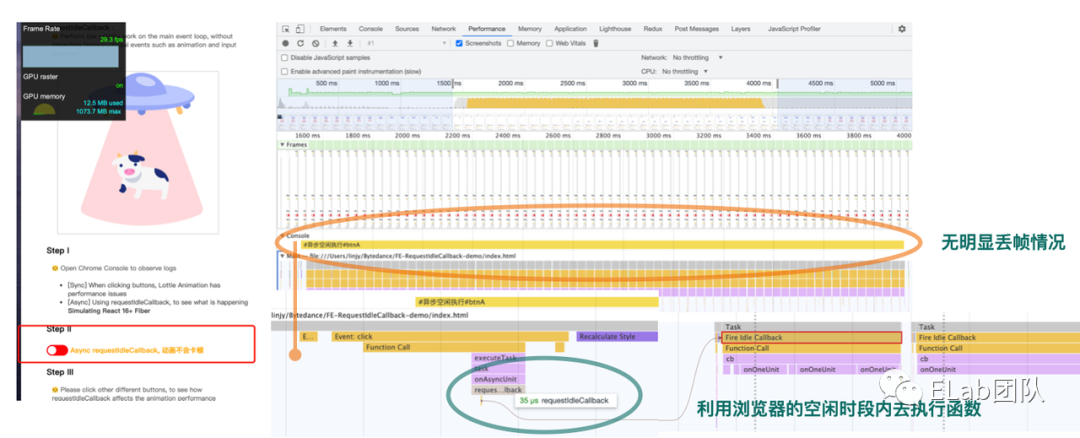 Frame Rate
29.3 fps
GPU raster
on
GPU memory
12.5 MB used
1073.7 MB max
ork on the main event loop, without
al events such as animation and input
Step I
Open Chrome Console to observe logs
[Sync] When clicking buttons, Lottie Animation has
performance issues
[Async] Using requestIdleCallback, to see what is happening
Simulating React 16+ Fiber
Step II
Async requestIdleCallback, 动画不会卡顿
Step III
Please click other different buttons, to see how
requestIdleCallback affects the animation performance
Elements Console Sources Network Performance Memory Application Lighthouse Redux Post Messages Layers JavaScript Profiler
#1 Screenshots Memory Web Vitals
Disable JavaScript samples Network: No throttling
Enable advanced paint instrumentation (slow) CPU: No throttling
500 ms 1000 ms 1500 ms 2000 ms 2500 ms 3000 ms 3500 ms 4000 ms 4500 ms 5000 ms
1600 ms 1800 ms 2000 ms 2200 ms 2400 ms 2600 ms 2800 ms 3000 ms 3200 ms 3400 ms 3600 ms 3800 ms 4000
Frames
Console
#异步空闲执行#btnA
Main — file:///Users/linjy/Bytedance/FE-RequestIdleCallback-demo/index.html
无明显丢帧情况
#异步空闲执行#btnA
linjy/Bytedance/FE-RequestIdleCallback-demo/index.html
E... Event: click Recalculate Style
Function Call
executeTask
task
onAsyncUnit
reques...lback
35 μs requestIdleCallback
Task Task
Fire Idle Callback Fire Idle Callback
Function Call Function Call
cb cb
onOneUnit onOneUnit onOneUnit onOneUnit onOneUnit
利用浏览器的空闲时段内去执行函数
ELab团队